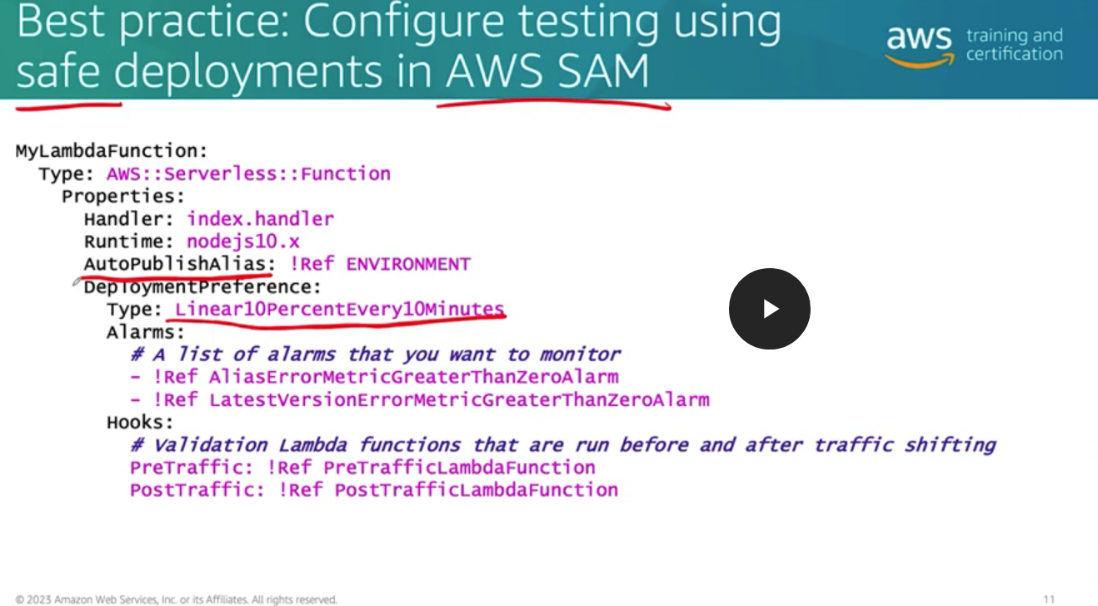 Best practice: Configure testing using
safe deployments in AWS SAM
aws training and
certification
MyLambdaFunction:
Type: AWS::Serverless::Function
Properties:
Handler: index.handler
Runtime: nodejs10.x
AutoPublishAlias: !Ref ENVIRONMENT
DeploymentPreference:
Type: Linear10PercentEvery10Minutes
Alarms:
# A list of alarms that you want to monitor
- !Ref AliasErrorMetricGreaterThanZeroAlarm
- !Ref LatestVersionErrorMetricGreaterThanZeroAlarm
Hooks:
# Validation Lambda functions that are run before and after traffic shifting
PreTraffic: !Ref PreTrafficLambdaFunction
PostTraffic: !Ref PostTrafficLambdaFunction
© 2023 Amazon Web Services, Inc. or its Affiliates. All rights reserved.
11